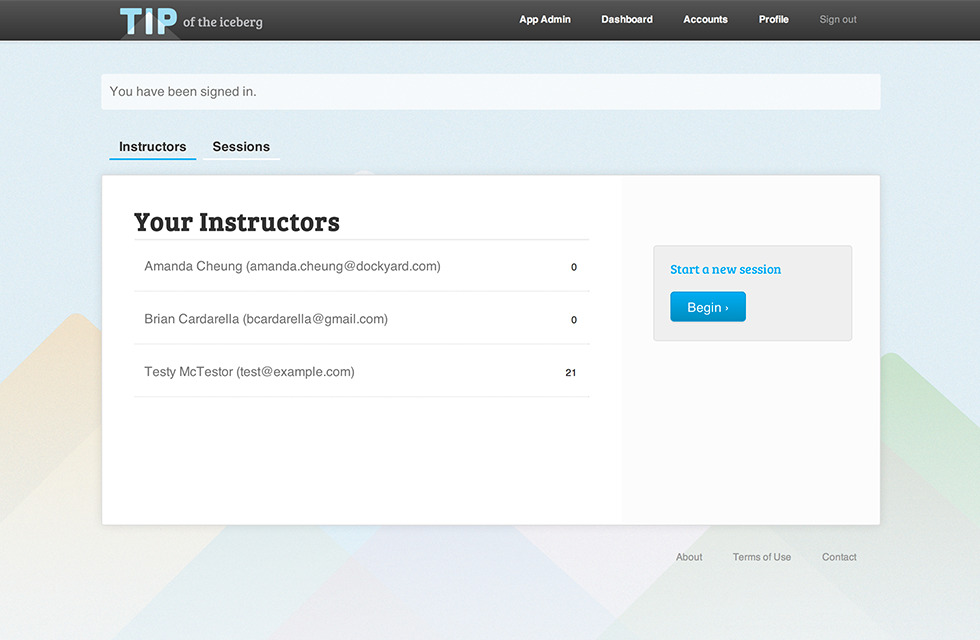 TIP of the iceberg App Admin Dashboard Accounts Profile Sign out
You have been signed in.
Instructors Sessions
Your Instructors
Amanda Cheung (amanda.cheung@dockyard.com) 0
Brian Cardarella (bcardarella@gmail.com) 0
Testy McTestor (test@example.com) 21
Start a new session
Begin ›
About Terms of Use Contact